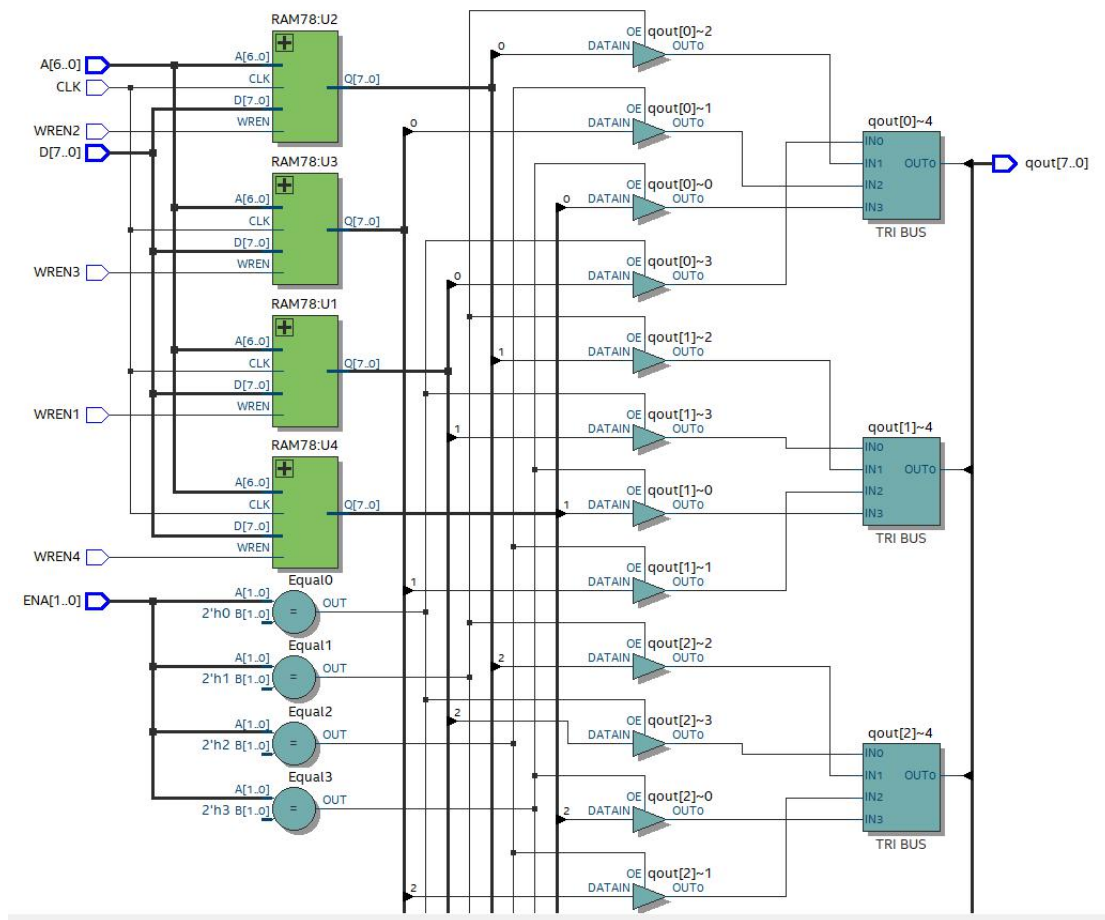 RAM78:U2
A[6..0]
CLK
WREN2
D[7..0]
A[6..0]
CLK
D[7..0]
WREN
Q[7..0]
RAM78:U3
WREN3
A[6..0]
CLK
D[7..0]
WREN
Q[7..0]
RAM78:U1
WREN1
A[6..0]
CLK
D[7..0]
WREN
Q[7..0]
RAM78:U4
WREN4
A[6..0]
CLK
D[7..0]
WREN
Q[7..0]
ENA[1..0]
Equal0
A[1..0]
2'h0 B[1..0]
=
OUT
Equal1
A[1..0]
2'h1 B[1..0]
=
OUT
Equal2
A[1..0]
2'h2 B[1..0]
=
OUT
Equal3
A[1..0]
2'h3 B[1..0]
=
OUT
0
OE qout[0]~2
DATAIN OUT0
0
OE qout[0]~1
DATAIN OUT0
0
OE qout[0]~0
DATAIN OUT0
0
OE qout[0]~3
DATAIN OUT0
1
OE qout[1]~2
DATAIN OUT0
1
OE qout[1]~3
DATAIN OUT0
1
OE qout[1]~0
DATAIN OUT0
1
OE qout[1]~1
DATAIN OUT0
2
OE qout[2]~2
DATAIN OUT0
2
OE qout[2]~3
DATAIN OUT0
2
OE qout[2]~0
DATAIN OUT0
2
OE qout[2]~1
DATAIN OUT0
qout[0]~4
IN0
IN1 OUT0
IN2
IN3
TRI BUS
qout[7..0]
qout[1]~4
IN0
IN1 OUT0
IN2
IN3
TRI BUS
qout[2]~4
IN0
IN1 OUT0
IN2
IN3
TRI BUS